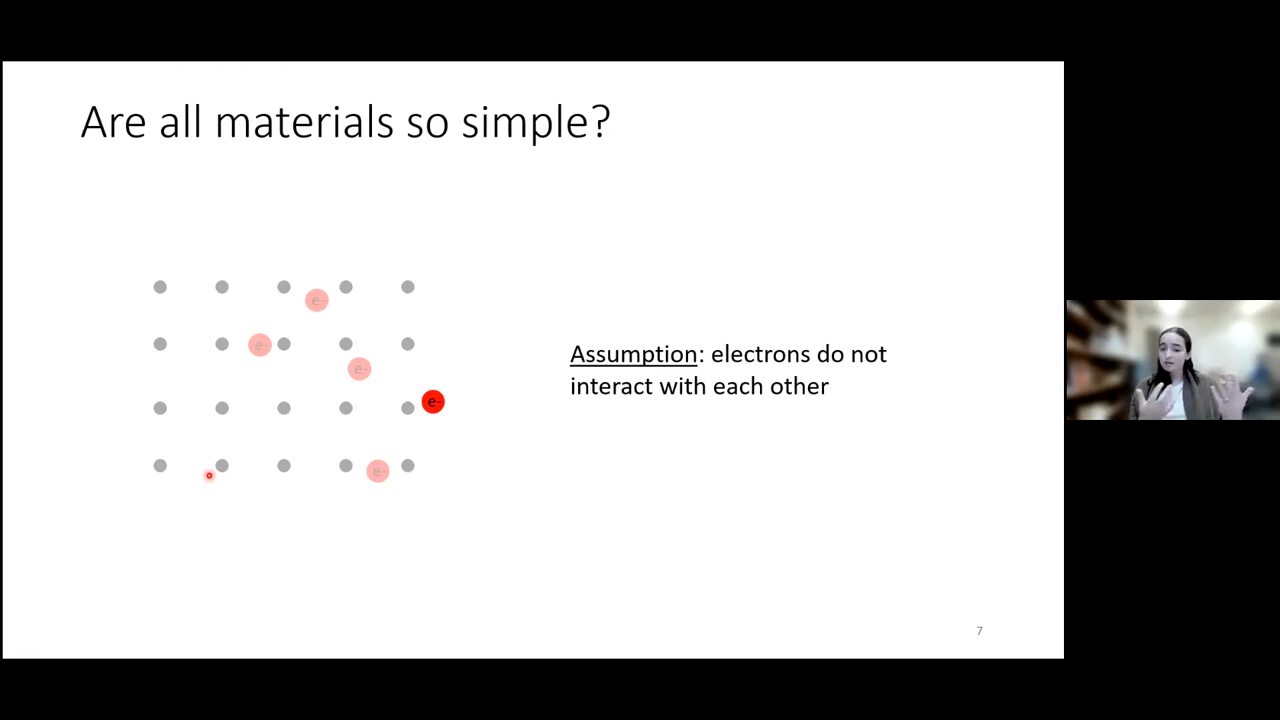 Are all materials so simple?
e-
e-
e-
e-
e-
Assumption: electrons do not
interact with each other
7